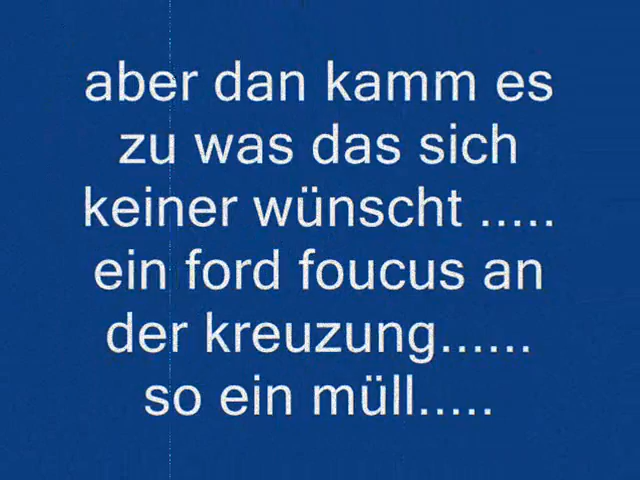 aber dan kamm es
zu was das sich
keiner wünscht .....
ein ford foucus an
der kreuzung......
so ein müll.....